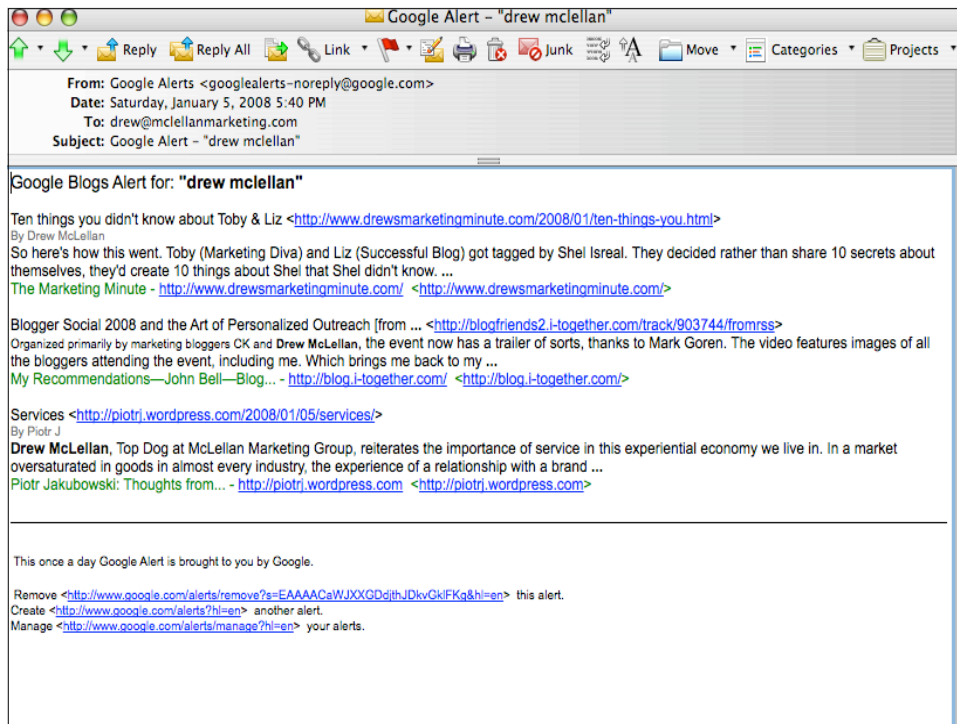 Google Alert – "drew mclellan"
Reply Reply All Link Junk Move Categories Projects
From: Google Alerts <googlealerts-noreply@google.com>
Date: Saturday, January 5, 2008 5:40 PM
To: drew@mclellanmarketing.com
Subject: Google Alert – "drew mclellan"
Google Blogs Alert for: "drew mclellan"
Ten things you didn't know about Toby & Liz <http://www.drewsmarketingminute.com/2008/01/ten-things-you.html>
By Drew McLellan
So here's how this went. Toby (Marketing Diva) and Liz (Successful Blog) got tagged by Shel Isreal. They decided rather than share 10 secrets about
themselves, they'd create 10 things about Shel that Shel didn't know. ...
The Marketing Minute - http://www.drewsmarketingminute.com/ <http://www.drewsmarketingminute.com/>
Blogger Social 2008 and the Art of Personalized Outreach [from ... <http://blogfriends2.i-together.com/track/903744/fromrss>
Organized primarily by marketing bloggers CK and Drew McLellan, the event now has a trailer of sorts, thanks to Mark Goren. The video features images of all
the bloggers attending the event, including me. Which brings me back to my ...
My Recommendations—John Bell—Blog... - http://blog.i-together.com/ <http://blog.i-together.com/>
Services <http://piotrj.wordpress.com/2008/01/05/services/>
By Piotr J
Drew McLellan, Top Dog at McLellan Marketing Group, reiterates the importance of service in this experiential economy we live in. In a market
oversaturated in goods in almost every industry, the experience of a relationship with a brand ...
Piotr Jakubowski: Thoughts from... - http://piotrj.wordpress.com <http://piotrj.wordpress.com>
This once a day Google Alert is brought to you by Google.
Remove <http://www.google.com/alerts/remove?s=EAAAACaWJXXGDdjthJDkvGklFKg&hl=en> this alert.
Create <http://www.google.com/alerts?hl=en> another alert.
Manage <http://www.google.com/alerts/manage?hl=en> your alerts.